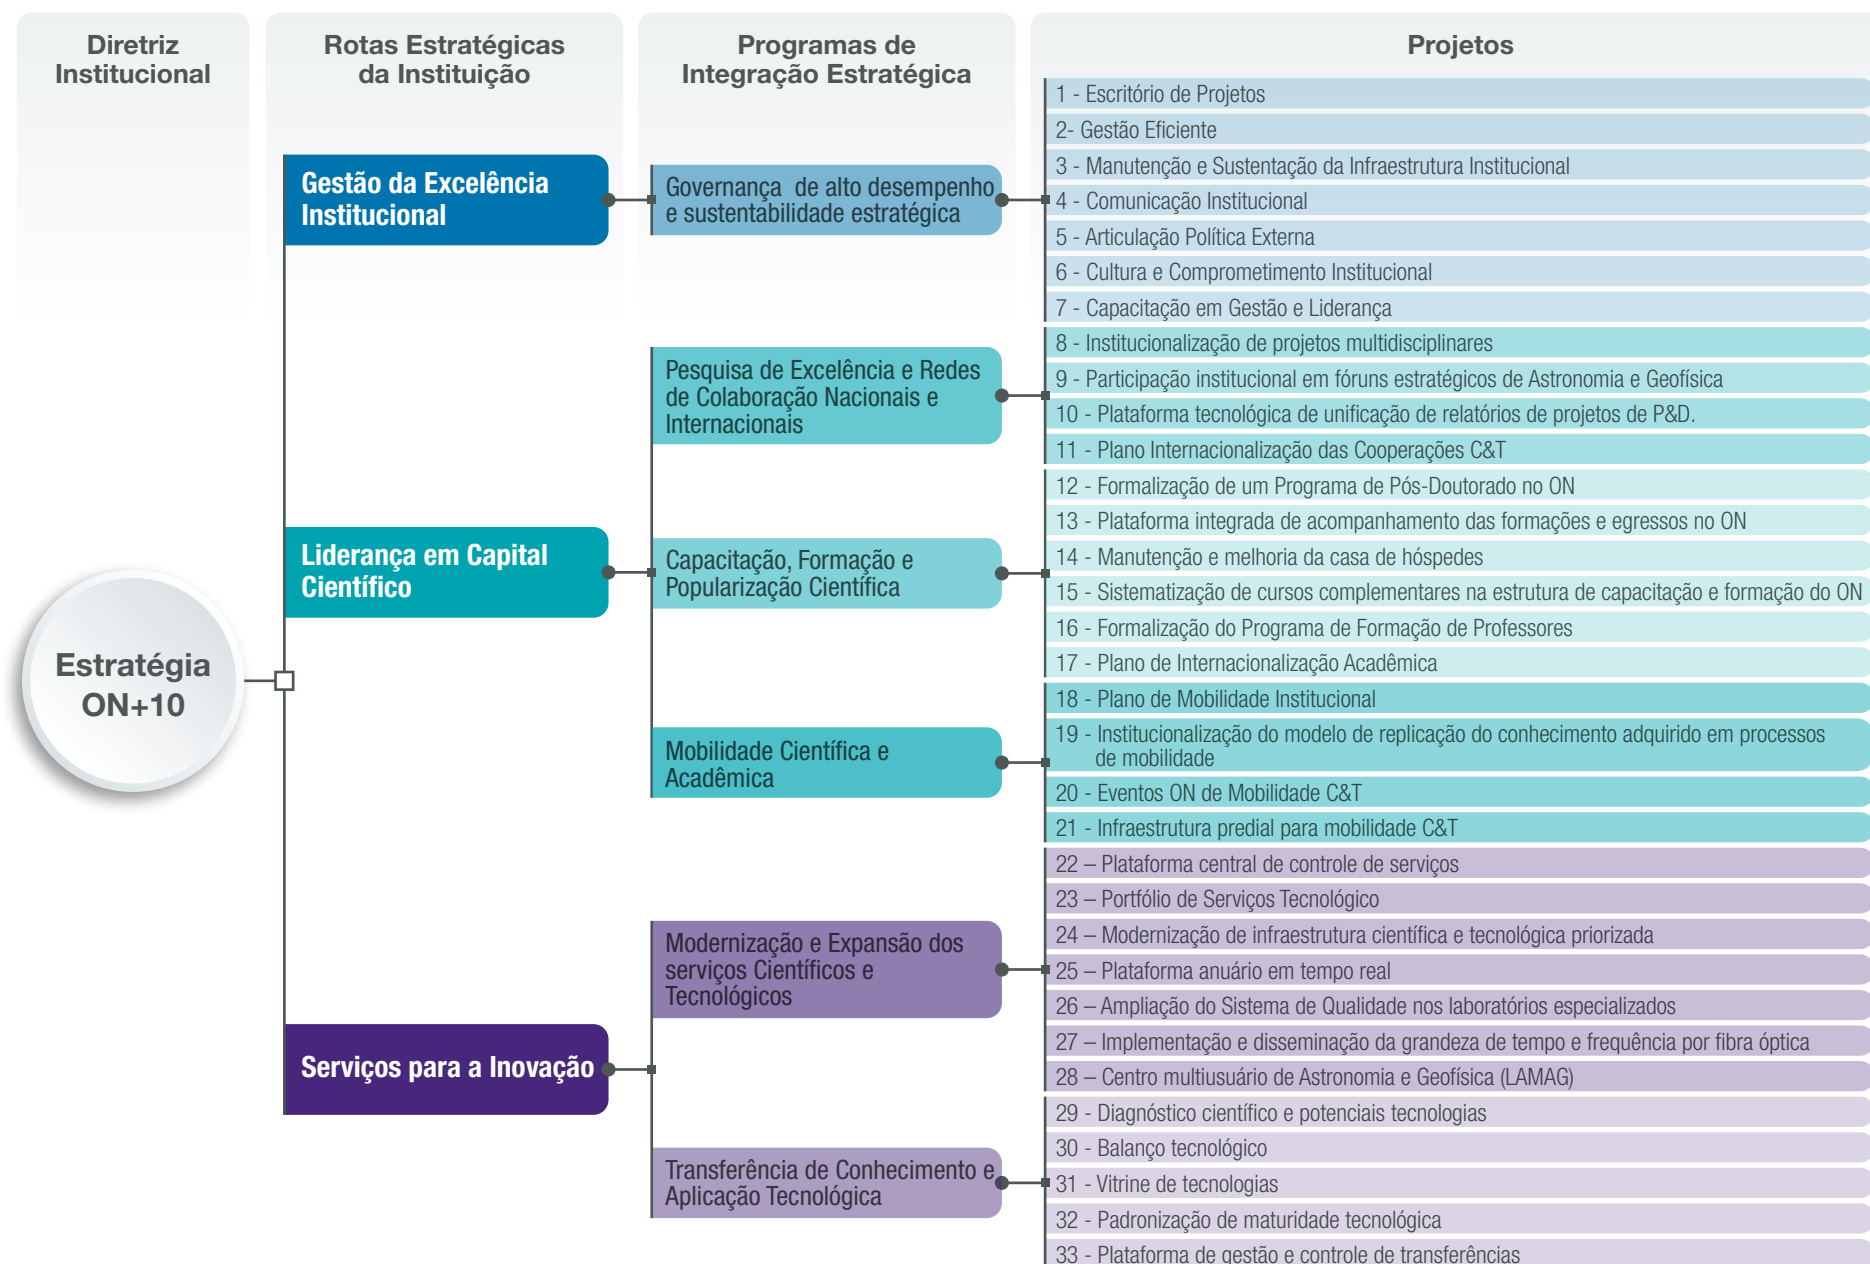 Diretriz
Institucional
Rotas Estratégicas
da Instituição
Programas de
Integração Estratégica
Projetos
Estratégia
ON+10
Gestão da Excelência
Institucional
Governança de alto desempenho
e sustentabilidade estratégica
1 - Escritório de Projetos
2- Gestão Eficiente
3 - Manutenção e Sustentação da Infraestrutura Institucional
4 - Comunicação Institucional
5 - Articulação Política Externa
6 - Cultura e Comprometimento Institucional
7 - Capacitação em Gestão e Liderança
Liderança em Capital
Científico
Pesquisa de Excelência e Redes
de Colaboração Nacionais e
Internacionais
8 - Institucionalização de projetos multidisciplinares
9 - Participação institucional em fóruns estratégicos de Astronomia e Geofísica
10 - Plataforma tecnológica de unificação de relatórios de projetos de P&D.
11 - Plano Internacionalização das Cooperações C&T
Capacitação, Formação e
Popularização Científica
12 - Formalização de um Programa de Pós-Doutorado no ON
13 - Plataforma integrada de acompanhamento das formações e egressos no ON
14 - Manutenção e melhoria da casa de hóspedes
15 - Sistematização de cursos complementares na estrutura de capacitação e formação do ON
16 - Formalização do Programa de Formação de Professores
17 - Plano de Internacionalização Acadêmica
Mobilidade Científica e
Acadêmica
18 - Plano de Mobilidade Institucional
19 - Institucionalização do modelo de replicação do conhecimento adquirido em processos
de mobilidade
20 - Eventos ON de Mobilidade C&T
21 - Infraestrutura predial para mobilidade C&T
Serviços para a Inovação
Modernização e Expansão dos
serviços Científicos e
Tecnológicos
22 – Plataforma central de controle de serviços
23 – Portfólio de Serviços Tecnológico
24 – Modernização de infraestrutura científica e tecnológica priorizada
25 – Plataforma anuário em tempo real
26 – Ampliação do Sistema de Qualidade nos laboratórios especializados
27 – Implementação e disseminação da grandeza de tempo e frequência por fibra óptica
28 – Centro multiusuário de Astronomia e Geofísica (LAMAG)
Transferência de Conhecimento e
Aplicação Tecnológica
29 - Diagnóstico científico e potenciais tecnologias
30 - Balanço tecnológico
31 - Vitrine de tecnologias
32 - Padronização de maturidade tecnológica
33 - Plataforma de gestão e controle de transferências